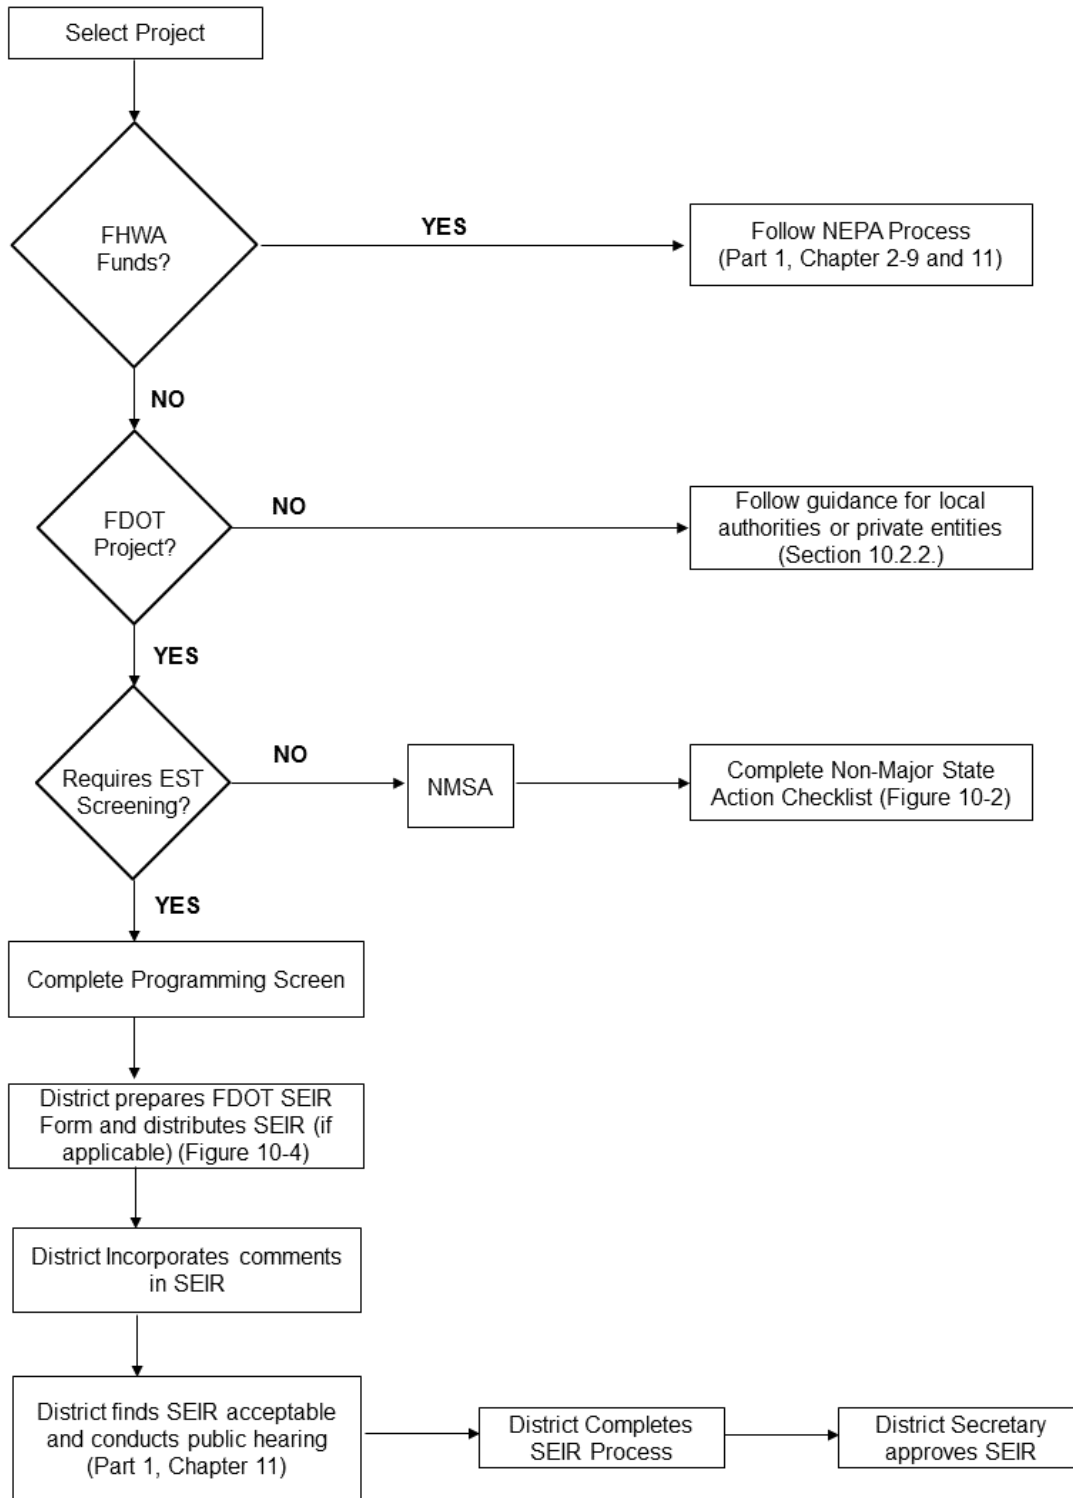 Select Project
FHWA
Funds?
YES
Follow NEPA Process
(Part 1, Chapter 2-9 and 11)
NO
FDOT
Project?
NO
Follow guidance for local
authorities or private entities
(Section 10.2.2.)
YES
Requires EST
Screening?
NO
NMSA
Complete Non-Major State
Action Checklist (Figure 10-2)
YES
Complete Programming Screen
District prepares FDOT SEIR
Form and distributes SEIR (if
applicable) (Figure 10-4)
District Incorporates comments
in SEIR
District finds SEIR acceptable
and conducts public hearing
(Part 1, Chapter 11)
District Completes
SEIR Process
District Secretary
approves SEIR